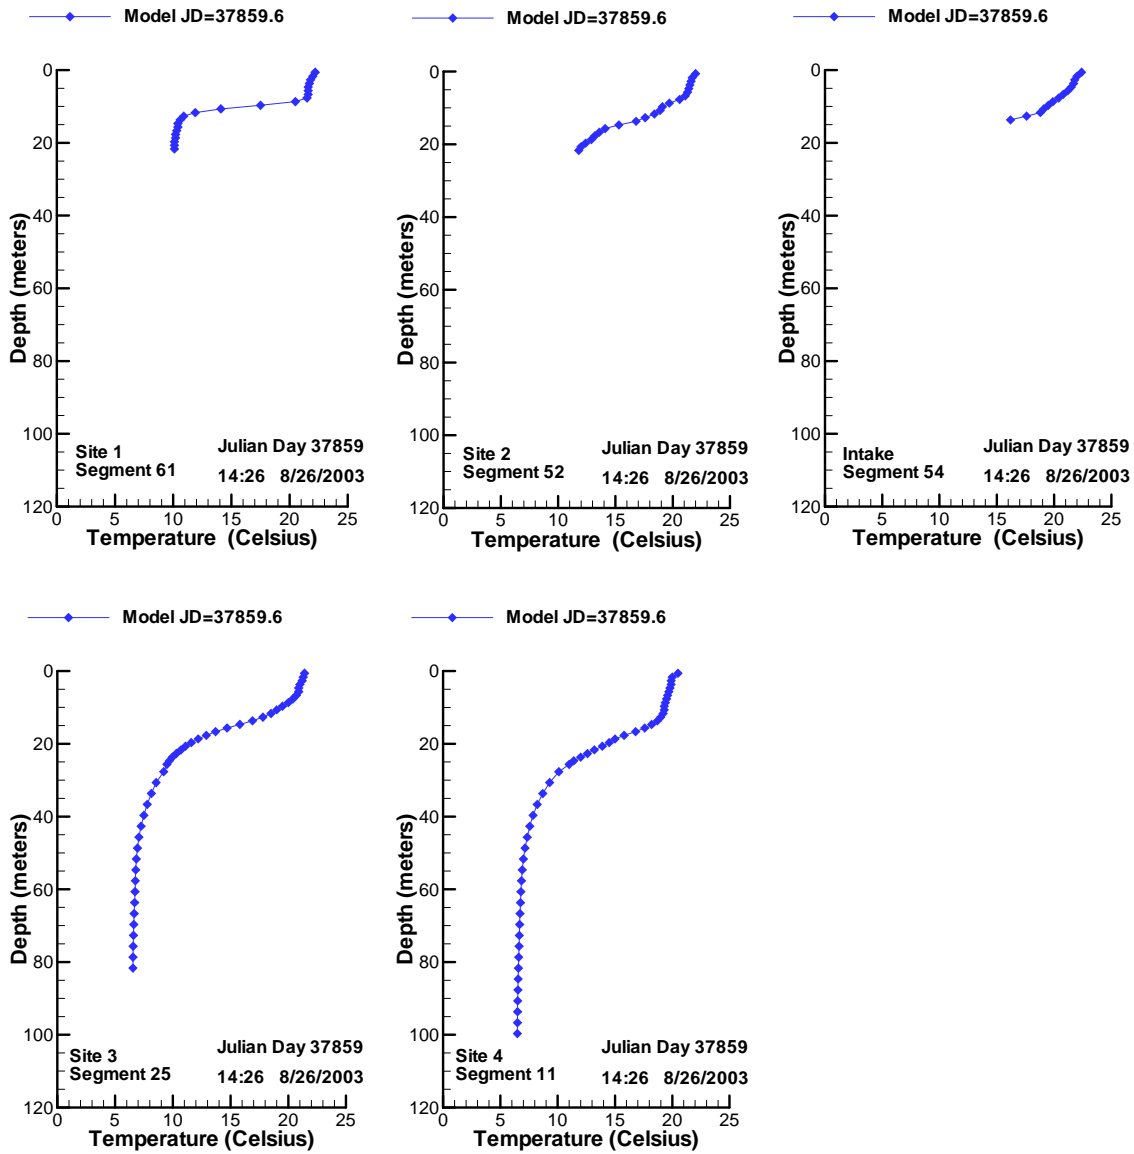 Model JD=37859.6
0
20
40
60
80
100
120
Depth (meters)
Site 1
Segment 61
Julian Day 37859
14:26 8/26/2003
0 5 10 15 20 25
Temperature (Celsius)
Model JD=37859.6
0
20
40
60
80
100
120
Depth (meters)
Site 2
Segment 52
Julian Day 37859
14:26 8/26/2003
0 5 10 15 20 25
Temperature (Celsius)
Model JD=37859.6
0
20
40
60
80
100
120
Depth (meters)
Intake
Segment 54
Julian Day 37859
14:26 8/26/2003
0 5 10 15 20 25
Temperature (Celsius)
Model JD=37859.6
0
20
40
60
80
100
120
Depth (meters)
Site 3
Segment 25
Julian Day 37859
14:26 8/26/2003
0 5 10 15 20 25
Temperature (Celsius)
Model JD=37859.6
0
20
40
60
80
100
120
Depth (meters)
Site 4
Segment 11
Julian Day 37859
14:26 8/26/2003
0 5 10 15 20 25
Temperature (Celsius)